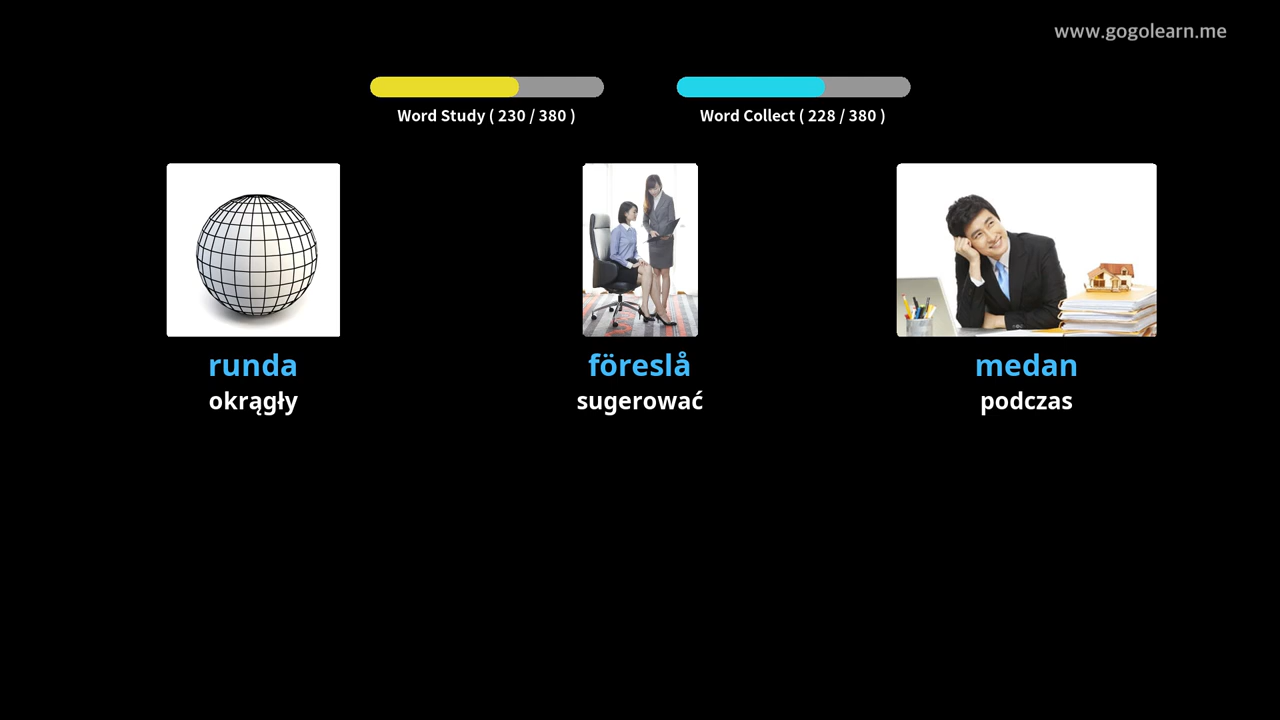 www.gogolearn.me
Word Study ( 230 / 380 )
Word Collect ( 228 / 380 )
runda
okrągły
föreslå
sugerować
medan
podczas